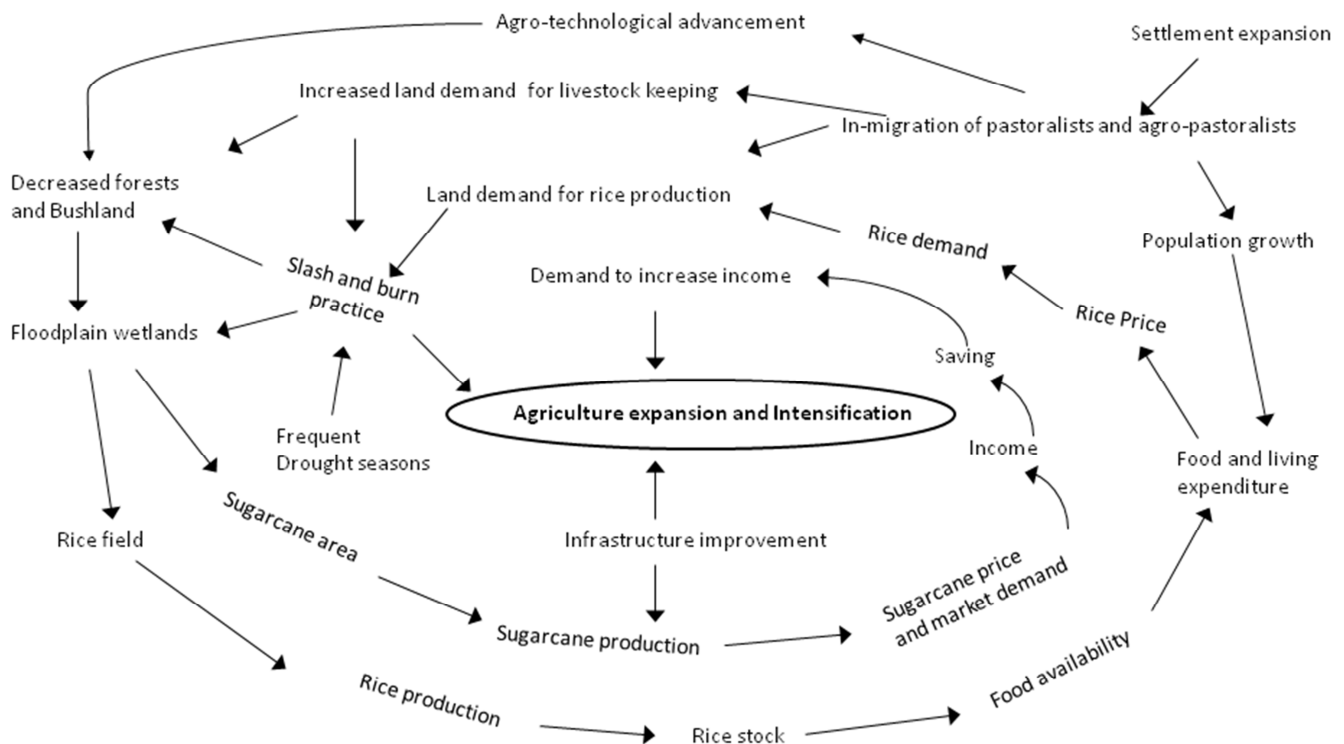 Agro-technological advancement
Settlement expansion
Increased land demand for livestock keeping
In-migration of pastoralists and agro-pastoralists
Decreased forests
and Bushland
Land demand for rice production
Rice demand
Population growth
Slash and burn
practice
Demand to increase income
Floodplain wetlands
Rice Price
Saving
Agriculture expansion and Intensification
Frequent
Drought seasons
Income
Food and living
expenditure
Sugarcane area
Rice field
Infrastructure improvement
Sugarcane price
and market demand
Sugarcane production
Food availability
Rice production
Rice stock